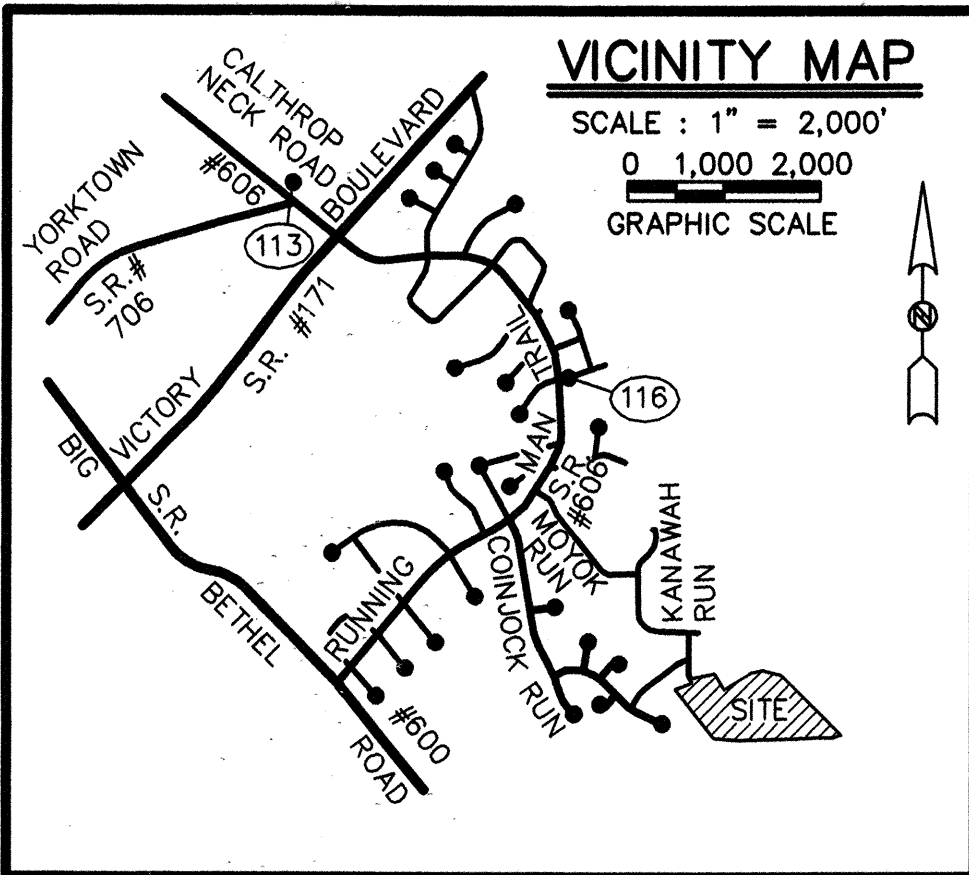 VICINITY MAP
SCALE : 1" = 2,000'
0 1,000 2,000
GRAPHIC SCALE
N
CALTHROP
NECK ROAD
#606
BOULEVARD
YORKTOWN
ROAD
S.R.#
706
113
S.R. #171
VICTORY
TRAIL
116
MAN
S.R.
#606
BIG
S.R.
BETHEL
RUNNING
#600
ROAD
MOYOK
RUN
COINJOCK RUN
KANAWAH
RUN
SITE